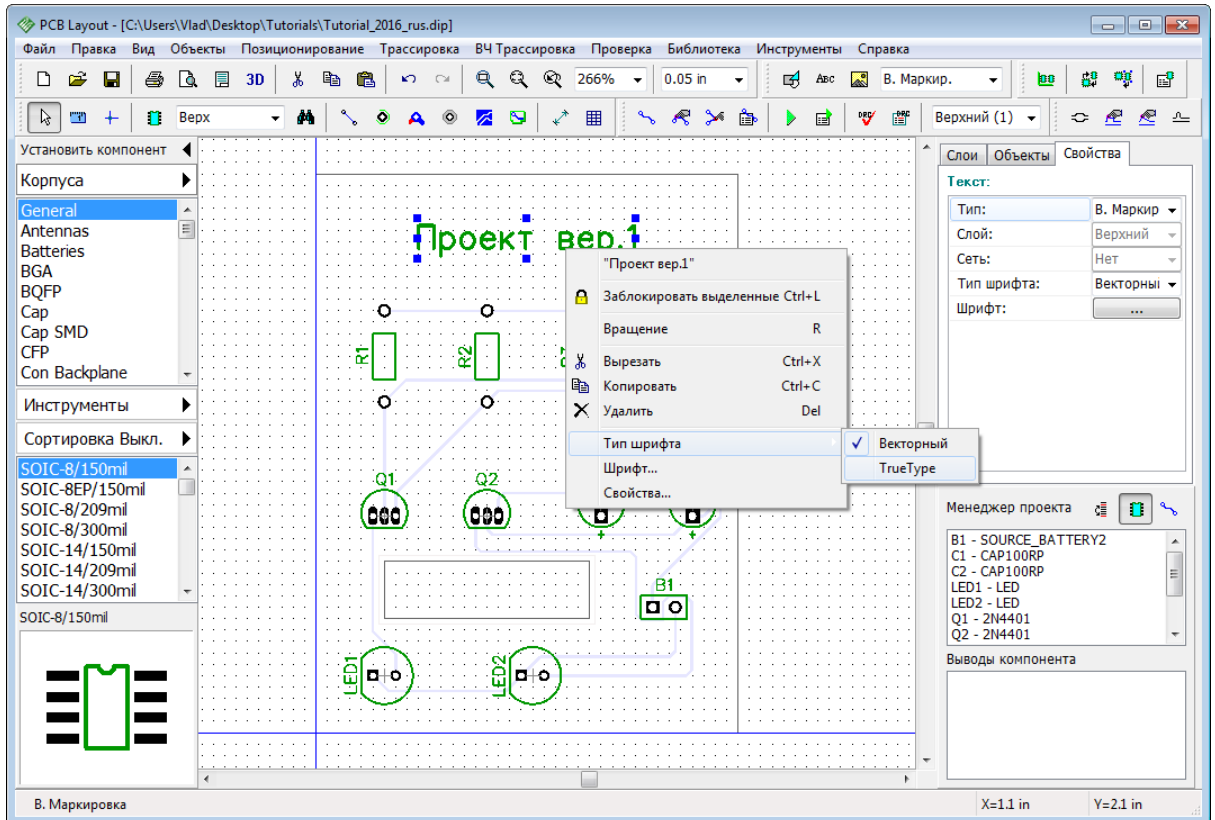 PCB Layout - [C:\Users\Vlad\Desktop\Tutorials\Tutorial_2016_rus.dip]
Файл Правка Вид Объекты Позиционирование Трассировка ВЧ Трассировка Проверка Библиотека Инструменты Справка
3D 266% 0.05 in ABC В. Маркир.
Верх DRC DRC Верхний (1)
Установить компонент
Корпуса
General
Antennas
Batteries
BGA
BQFP
Cap
Cap SMD
CFP
Con Backplane
Инструменты
Сортировка Выкл.
SOIC-8/150mil
SOIC-8EP/150mil
SOIC-8/209mil
SOIC-8/300mil
SOIC-14/150mil
SOIC-14/209mil
SOIC-14/300mil
SOIC-8/150mil
Проект вер.1
R1
R2
Q1
Q2
B1
LED1
LED2
"Проект вер.1"
Заблокировать выделенные Ctrl+L
Вращение R
Вырезать Ctrl+X
Копировать Ctrl+C
Удалить Del
Тип шрифта
Шрифт...
Свойства...
Векторный
TrueType
Слои Объекты Свойства
Текст:
Тип: В. Маркир
Слой: Верхний
Сеть: Нет
Тип шрифта: Векторны
Шрифт: ...
Менеджер проекта
B1 - SOURCE_BATTERY2
C1 - CAP100RP
C2 - CAP100RP
LED1 - LED
LED2 - LED
Q1 - 2N4401
Q2 - 2N4401
Выводы компонента
В. Маркировка X=1.1 in Y=2.1 in